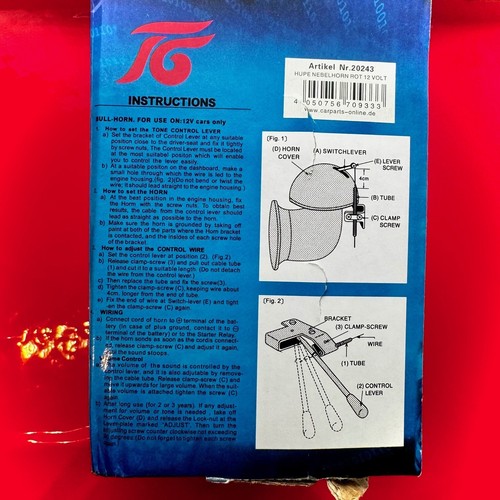 Artikel Nr.20243
HUPE NEBELHORN ROT 12 VOLT
4 050756 709333
www.carparts-online.de
INSTRUCTIONS
BULL-HORN. FOR USE ON:12V cars only
How to set the TONE CONTROL LEVER
a) Set the bracket of Control Lever at any suitable
position close to the driver-seat and fix it tightly
by screw nuts. The Control Lever must be located
at the most suitabel positon which will enable
you to control the lever easily.
b) At a suitable positon on the dashboard, make a
small hole through which the wire is led to the
engine housing.(fig. 2)(Do not bend or twist the
wire; It should lead straight to the engine housing.)
How to set the HORN
a) At the best position in the engine housing, fix
the Horn with the screw nuts. To obtain best
results, the cable from the control lever should
lead as straight as possible to the horn.
b) Make sure the horn is grounded by taking off
paint at both of the parts where the Horn bracket
is contacted, and the insides of each screw hole
of the bracket.
How to adjust the CONTROL WIRE
a) Set the control lever at position (2). (Fig.2)
b) Release clamp-screw (3) and pull out cable tube
(1) end cut it to a suitable length (Do not detach
the wire from the control lever.)
c) Then replace the tube and fix the screw(3).
d) Tighten the clamp-screw (C), keeping wire about
4cm, longer from the end of tube.
e) Fix the end of wire at Switch-lever (E) and tight
en the clamp-screw (C) again.
WIRING
a) Connect cord of horn to ⊕ terminal of the bat-
tery (in case of plus ground, contact it to ⊖
terminal of the battery) or to the Starter Relay.
If the horn sounds as soon as the cordis connect-
ed, release clamp-screw (C) and adjust it again,
until the sound stoops.
Tone Control
volume of the sound is controlled by the
control lever, and it is also adjustable by remov-
ing the cable tube. Release clamp-screw (C) and
move it upwards for large volume. When the suit-
able volume is attached tighten the screw (C)
again.
After long use (for 2 or 3 years) If any adjust-
ment for volume or tone is needed take off
Horn Cover (D) and release the Look-nut at the
plate marked "ADJUST". Then turn the
screw counter clockwise not exceeding
degrees (Do not forget to tighten each screw
(Fig. 1)
(D) HORN
COVER
(A) SWITCHLEVER
(E) LEVER
SCREW
4cm
(B) TUBE
(C) CLAMP
SCREW
(Fig. 2)
BRACKET
(3) CLAMP-SCREW
WIRE
(1) TUBE
(2) CONTROL
LEVER